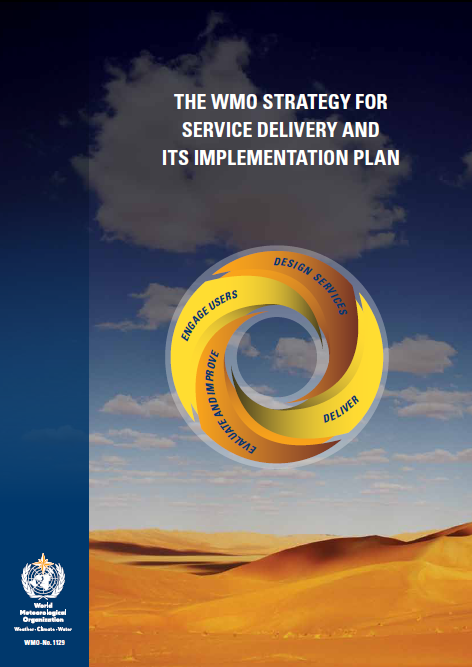 THE WMO STRATEGY FOR
SERVICE DELIVERY AND
ITS IMPLEMENTATION PLAN
DESIGN SERVICES
ENGAGE USERS
DELIVER
EVALUATE AND IMPROVE
World
Meteorological
Organization
Weather · Climate · Water
WMO-No. 1129